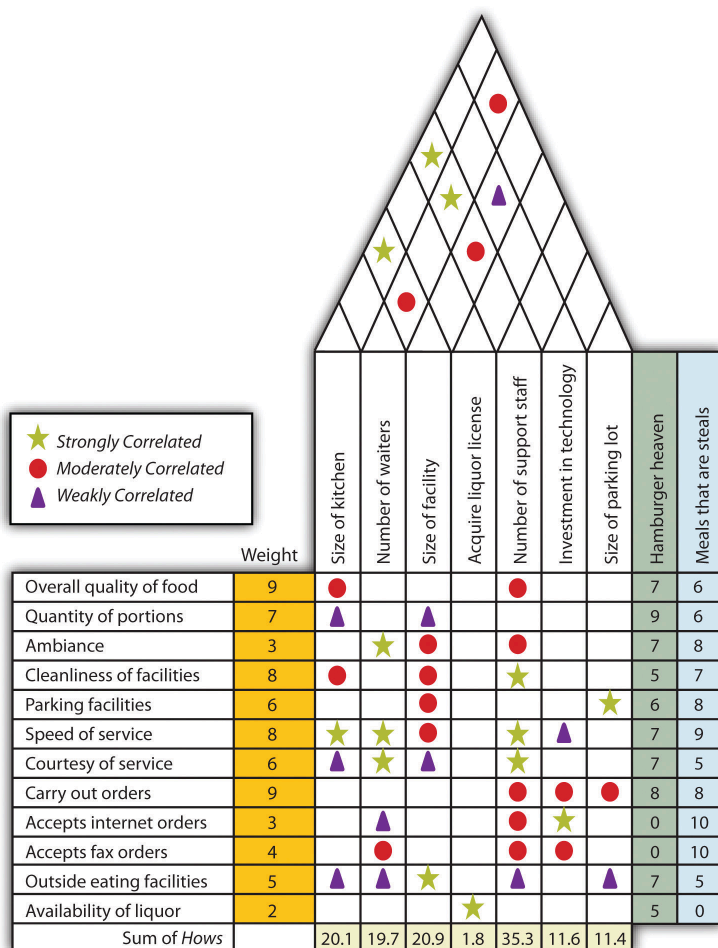 Strongly Correlated
Moderately Correlated
Weakly Correlated
Size of kitchen
Number of waiters
Size of facility
Acquire liquor license
Number of support staff
Investment in technology
Size of parking lot
Hamburger heaven
Meals that are steals
Weight
Overall quality of food 9 7 6
Quantity of portions 7 9 6
Ambiance 3 7 8
Cleanliness of facilities 8 5 7
Parking facilities 6 6 8
Speed of service 8 7 9
Courtesy of service 6 7 5
Carry out orders 9 8 8
Accepts internet orders 3 0 10
Accepts fax orders 4 0 10
Outside eating facilities 5 7 5
Availability of liquor 2 5 0
Sum of Hows 20.1 19.7 20.9 1.8 35.3 11.6 11.4